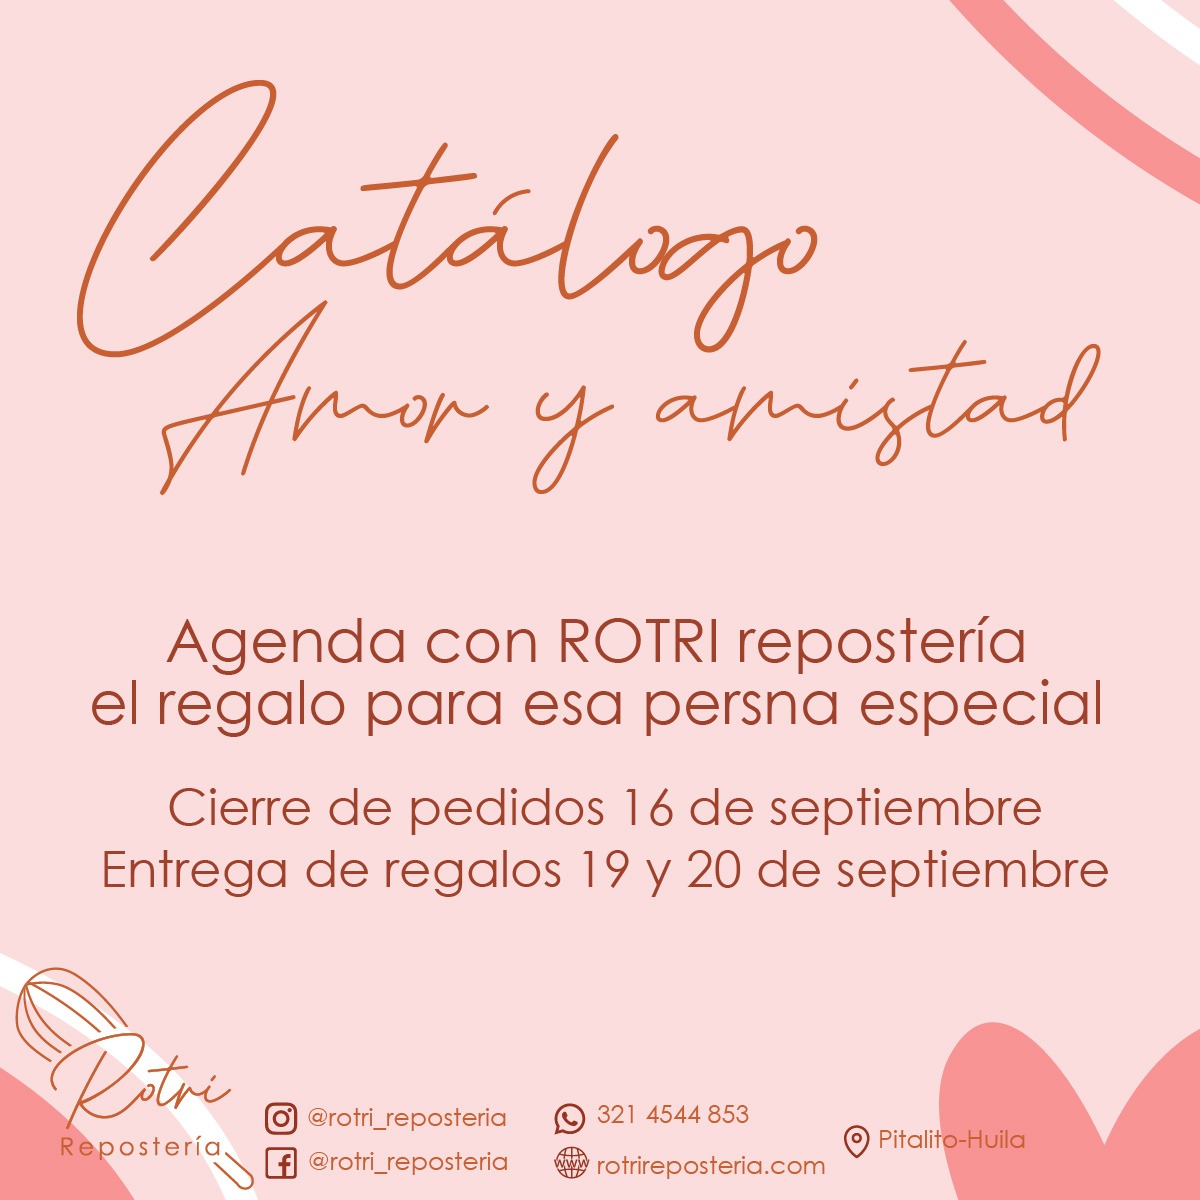 Catálogo
Amor y amistad
Agenda con ROTRI repostería
el regalo para esa persna especial
Cierre de pedidos 16 de septiembre
Entrega de regalos 19 y 20 de septiembre
Rotri
Repostería
@rotri_reposteria
@rotri_reposteria
321 4544 853
www
rotrireposteria.com
Pitalito-Huila